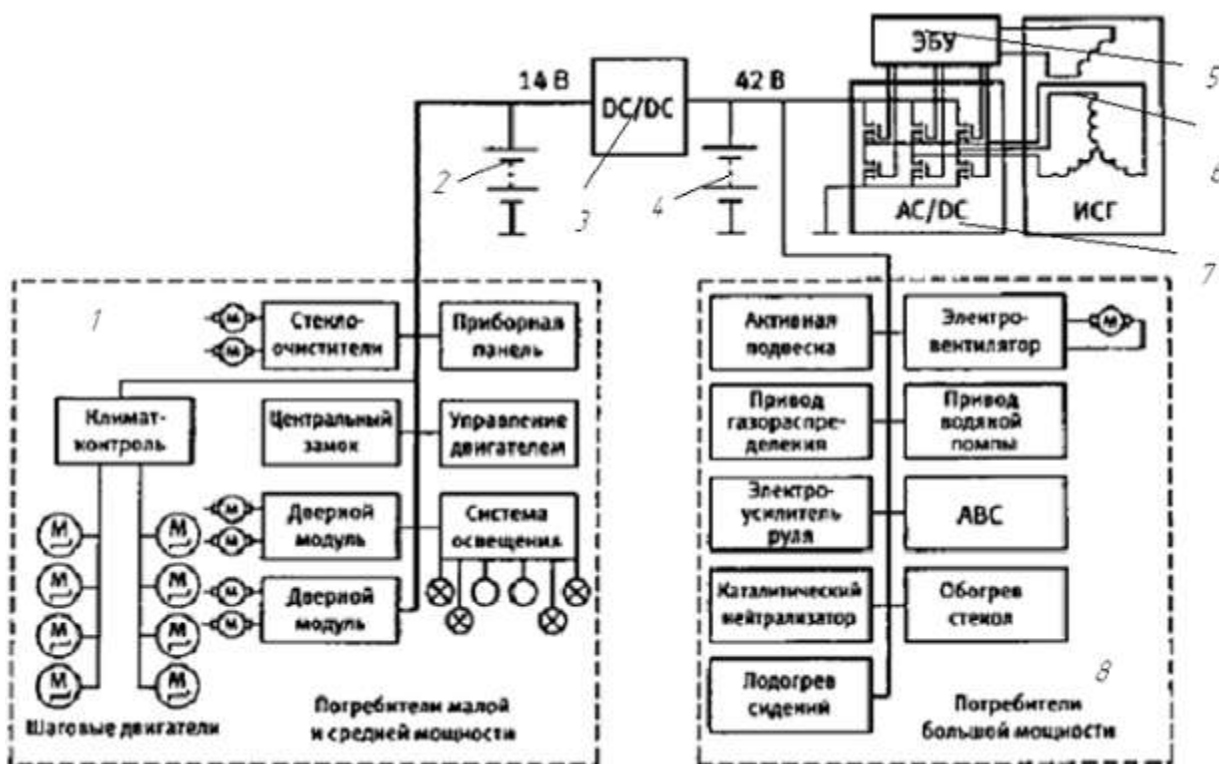 ЭБУ
5
14 В
DC/DC
42 В
2
3
4
6
AC/DC
ИСГ
7
1
Стекло-
очистители
Приборная
панель
Климат-
контроль
Центральный
замок
Управление
двигателем
Дверной
модуль
Система
освещения
Дверной
модуль
М
М
М
М
М
М
М
М
М
М
М
М
М
М
Шаговые двигатели
Потребители малой
и средней мощности
Активная
подвеска
Электро-
вентилятор
М
Привод
газораспре-
деления
Привод
водяной
помпы
Электро-
усилитель
руля
АВС
Каталитический
нейтрализатор
Обогрев
стекол
Подогрев
сидений
8
Потребители
большой мощности